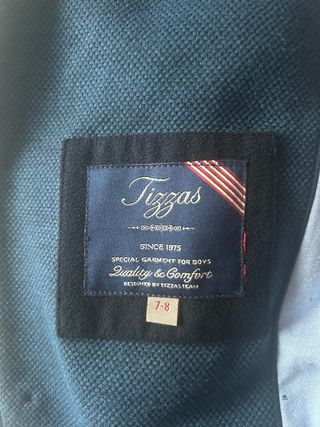 Tizzas
SINCE 1975
SPECIAL GARMENT FOR BOYS
Quality & Comfort
DESIGNED BY TIZZAS TEAM
7-8